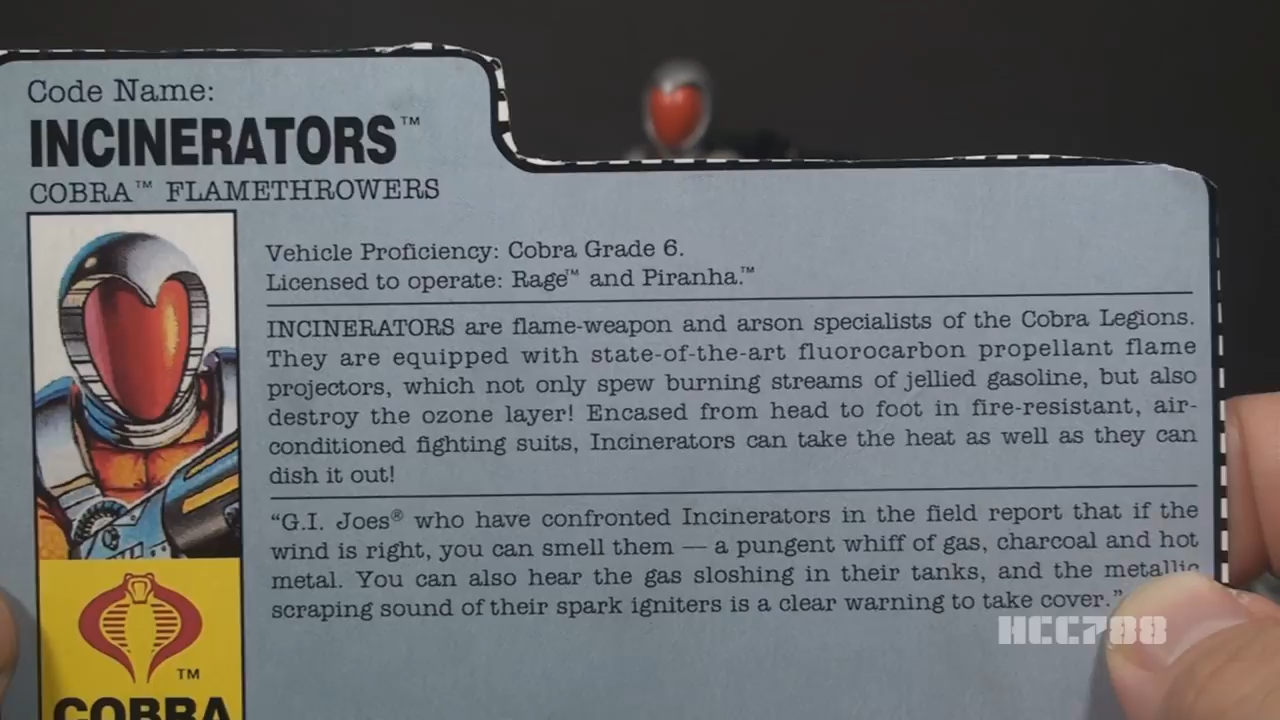 Code Name:
INCINERATORS™
COBRA™ FLAMETHROWERS
Vehicle Proficiency: Cobra Grade 6.
Licensed to operate: Rage™ and Piranha.™
INCINERATORS are flame-weapon and arson specialists of the Cobra Legions.
They are equipped with state-of-the-art fluorocarbon propellant flame
projectors, which not only spew burning streams of jellied gasoline, but also
destroy the ozone layer! Encased from head to foot in fire-resistant, air-
conditioned fighting suits, Incinerators can take the heat as well as they can
dish it out!
“G.I. Joes® who have confronted Incinerators in the field report that if the
wind is right, you can smell them — a pungent whiff of gas, charcoal and hot
metal. You can also hear the gas sloshing in their tanks, and the metallic
scraping sound of their spark igniters is a clear warning to take cover.”
HCC788
TM
COBRA